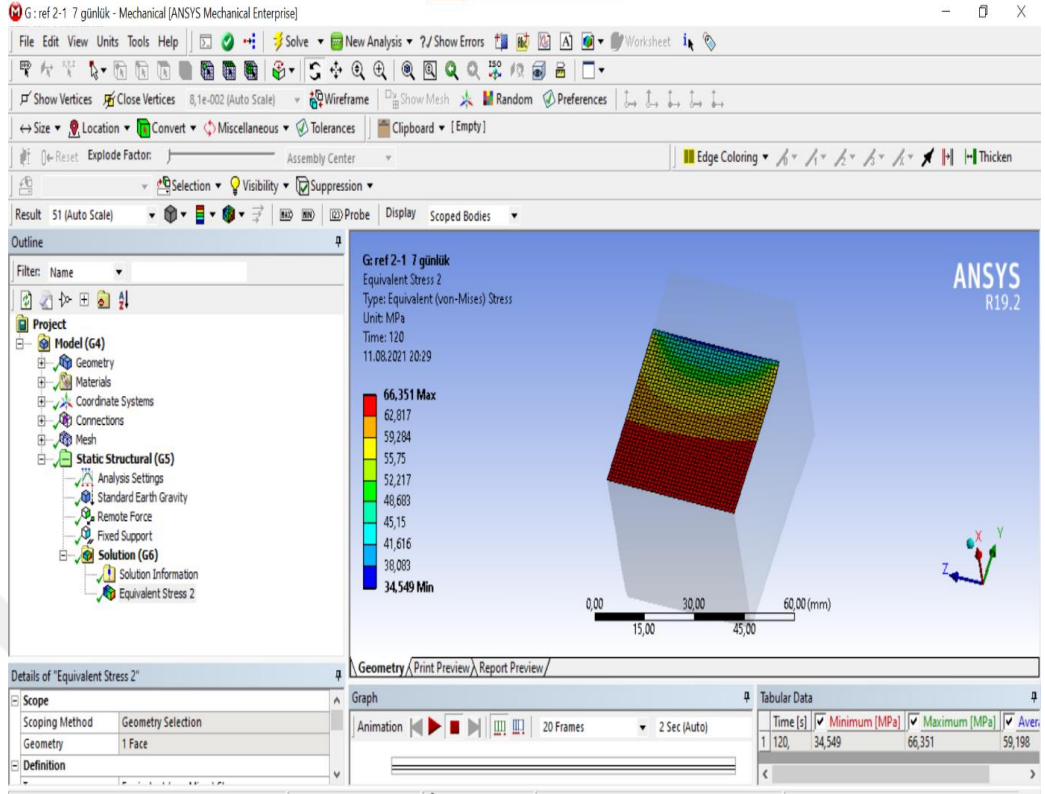 G : ref 2-1 7 günlük - Mechanical [ANSYS Mechanical Enterprise]
File Edit View Units Tools Help Solve New Analysis ?/ Show Errors A Worksheet
ISO
Show Vertices Close Vertices 8,1e-002 (Auto Scale) Wireframe Show Mesh Random Preferences
Size Location Convert Miscellaneous Tolerances Clipboard [Empty]
Reset Explode Factor: Assembly Center Edge Coloring Thicken
Selection Visibility Suppression
Result 51 (Auto Scale) MAX MIN Probe Display Scoped Bodies
Outline
Filter: Name
Project
Model (G4)
Geometry
Materials
Coordinate Systems
Connections
Mesh
Static Structural (G5)
Analysis Settings
Standard Earth Gravity
Remote Force
Fixed Support
Solution (G6)
Solution Information
Equivalent Stress 2
G: ref 2-1 7 günlük
Equivalent Stress 2
Type: Equivalent (von-Mises) Stress
Unit: MPa
Time: 120
11.08.2021 20:29
66,351 Max
62,817
59,284
55,75
52,217
48,683
45,15
41,616
38,083
34,549 Min
ANSYS
R19.2
X Y
Z
0,00 30,00 60,00 (mm)
15,00 45,00
Geometry Print Preview Report Preview
Details of "Equivalent Stress 2"
Scope
Scoping Method Geometry Selection
Geometry 1 Face
Definition
Graph
Animation 20 Frames 2 Sec (Auto)
Tabular Data
Time [s] Minimum [MPa] Maximum [MPa] Aver
1 120, 34,549 66,351 59,198